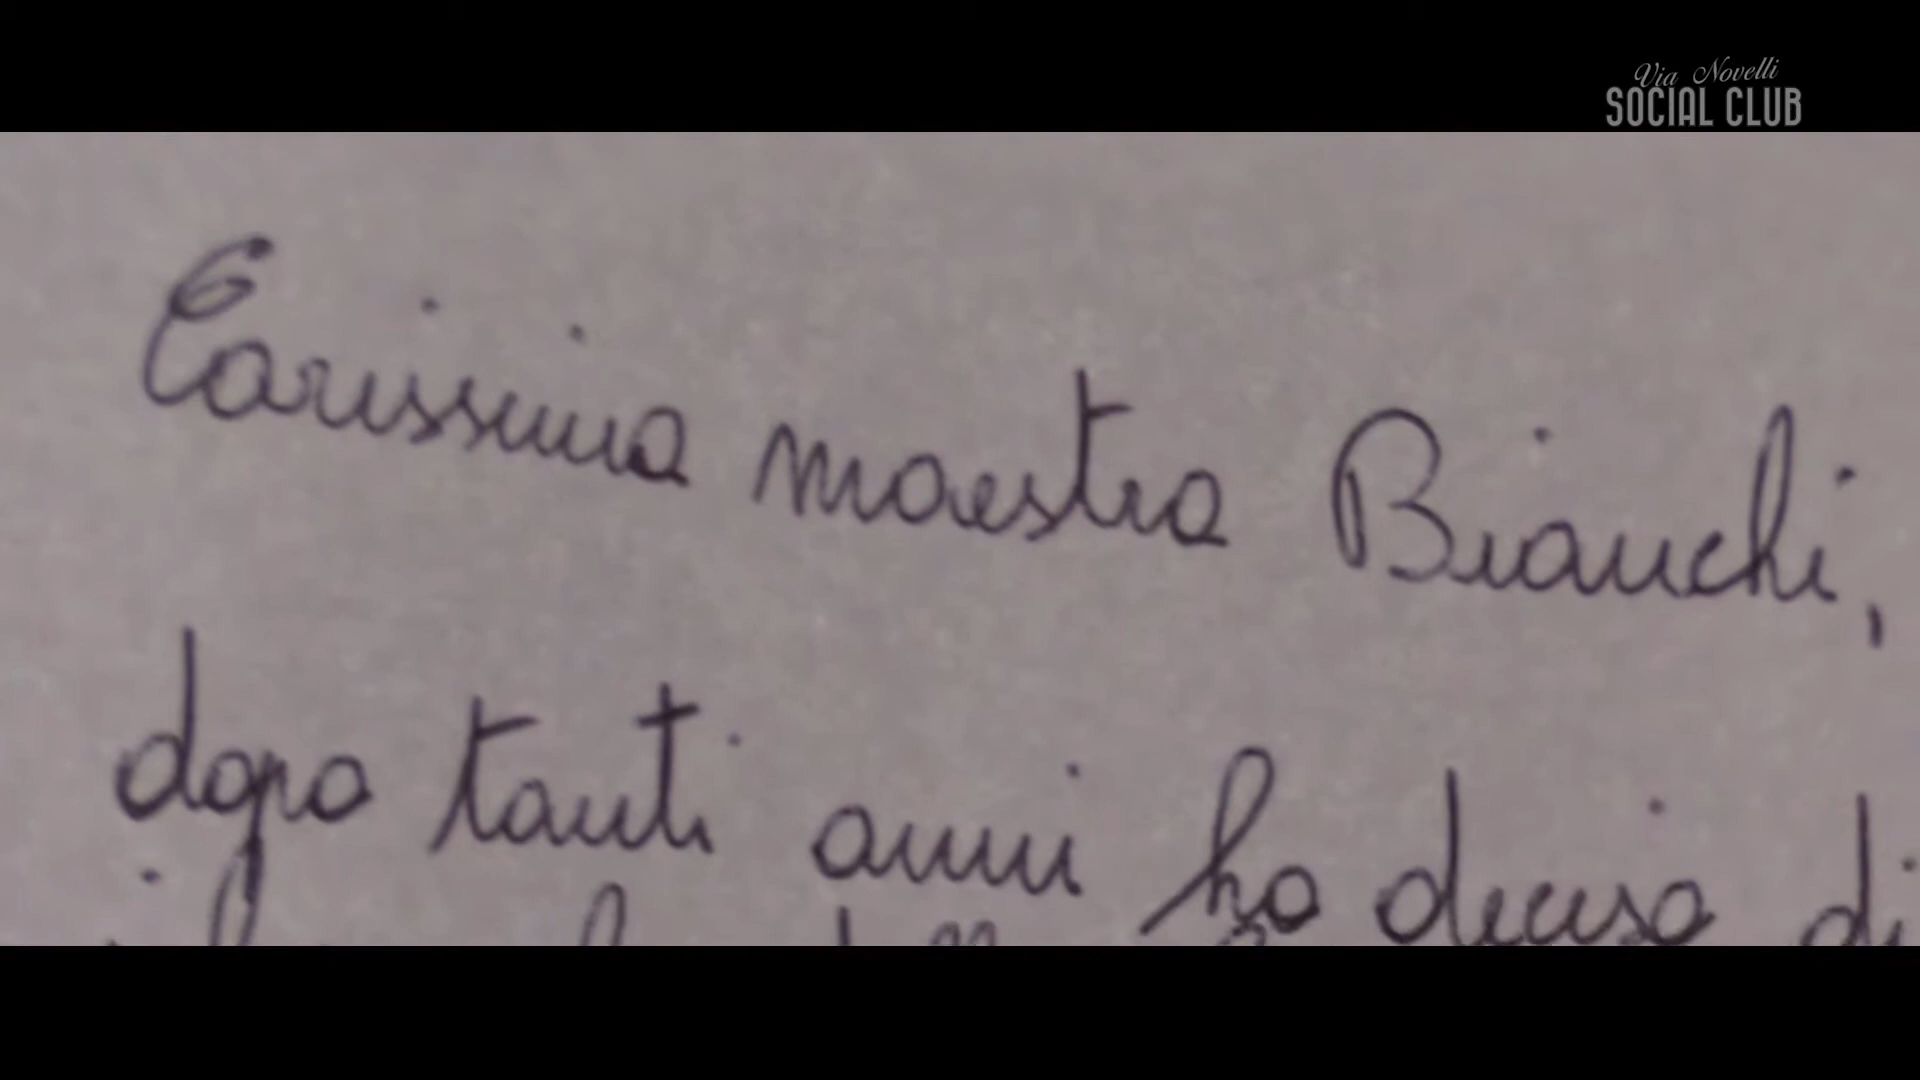 Via Novelli
SOCIAL CLUB
Carissima maestra Bianchi,
dopo tanti anni ho deciso di